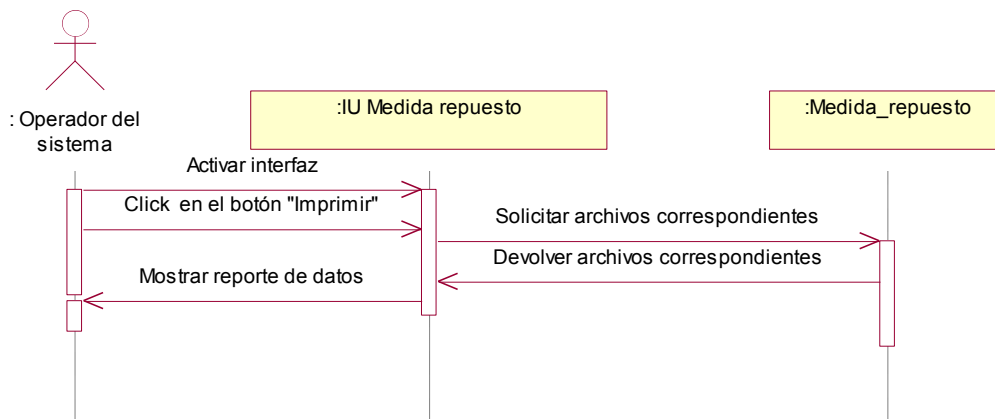 : Operador del
sistema
:IU Medida repuesto
:Medida_repuesto
Activar interfaz
Click en el botón "Imprimir"
Solicitar archivos correspondientes
Devolver archivos correspondientes
Mostrar reporte de datos